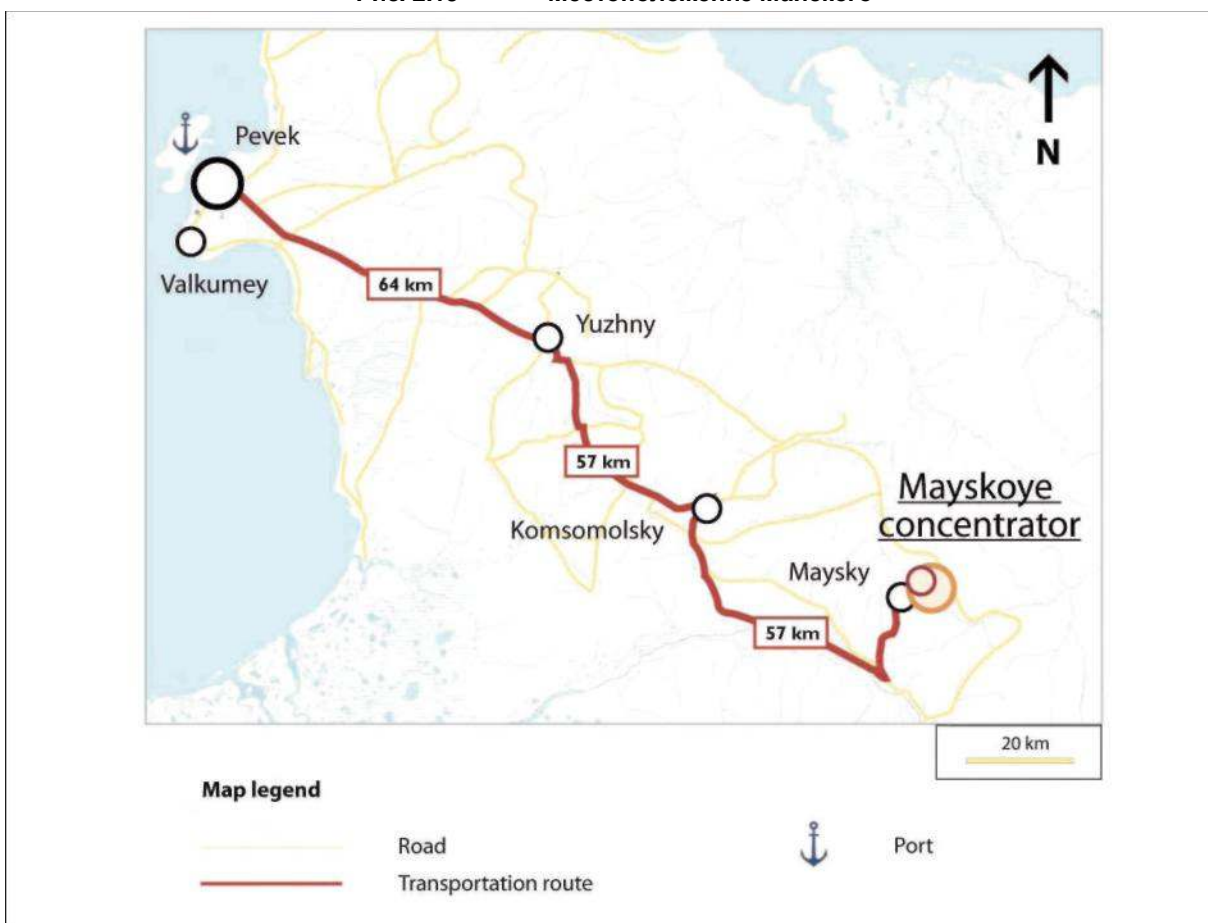 N
Pevek
Valkumey
64 km
Yuzhny
57 km
Komsomolsky
Mayskoye
concentrator
Maysky
57 km
20 km
Map legend
Road
Port
Transportation route